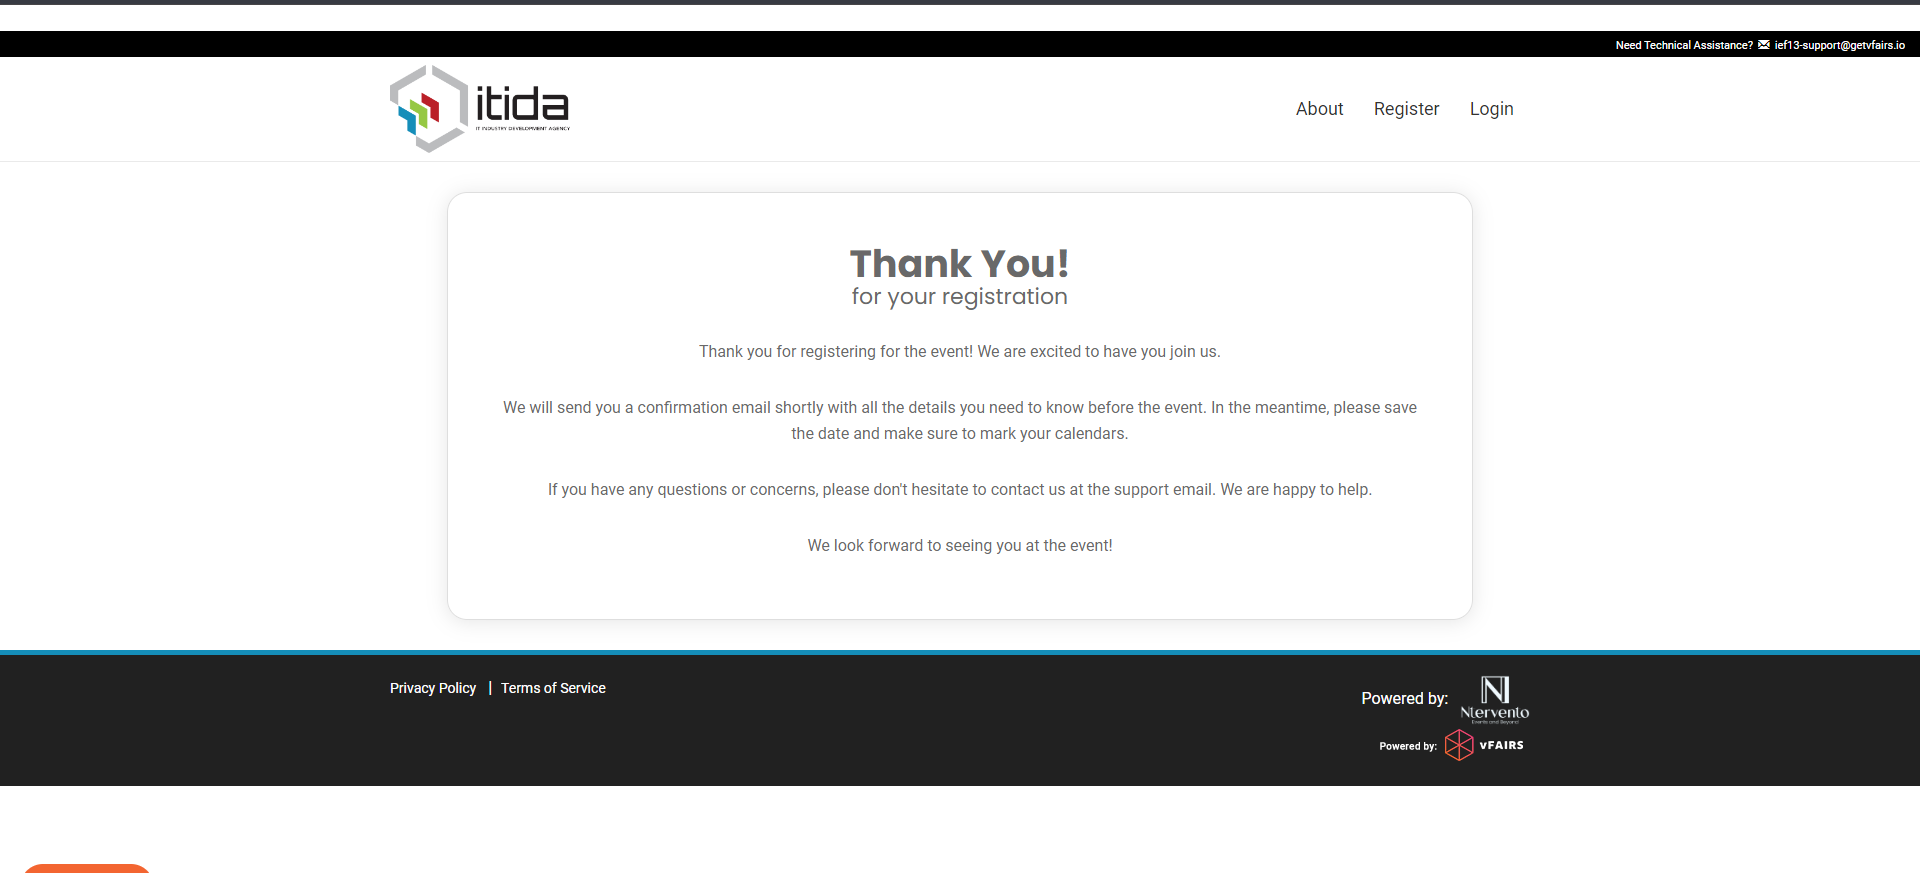 Need Technical Assistance? ief13-support@getvfairs.io
itida
IT INDUSTRY DEVELOPMENT AGENCY
About Register Login
Thank You!
for your registration
Thank you for registering for the event! We are excited to have you join us.
We will send you a confirmation email shortly with all the details you need to know before the event. In the meantime, please save
the date and make sure to mark your calendars.
If you have any questions or concerns, please don't hesitate to contact us at the support email. We are happy to help.
We look forward to seeing you at the event!
Privacy Policy | Terms of Service
Powered by:
N
Ntervento
Events and Beyond
Powered by: vFAIRS